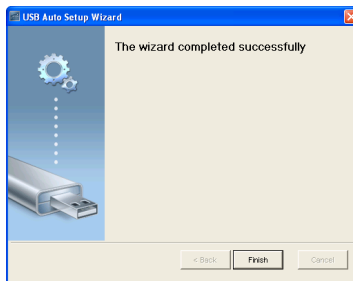 USB Auto Setup Wizard
The wizard completed successfully
< Back Finish Cancel